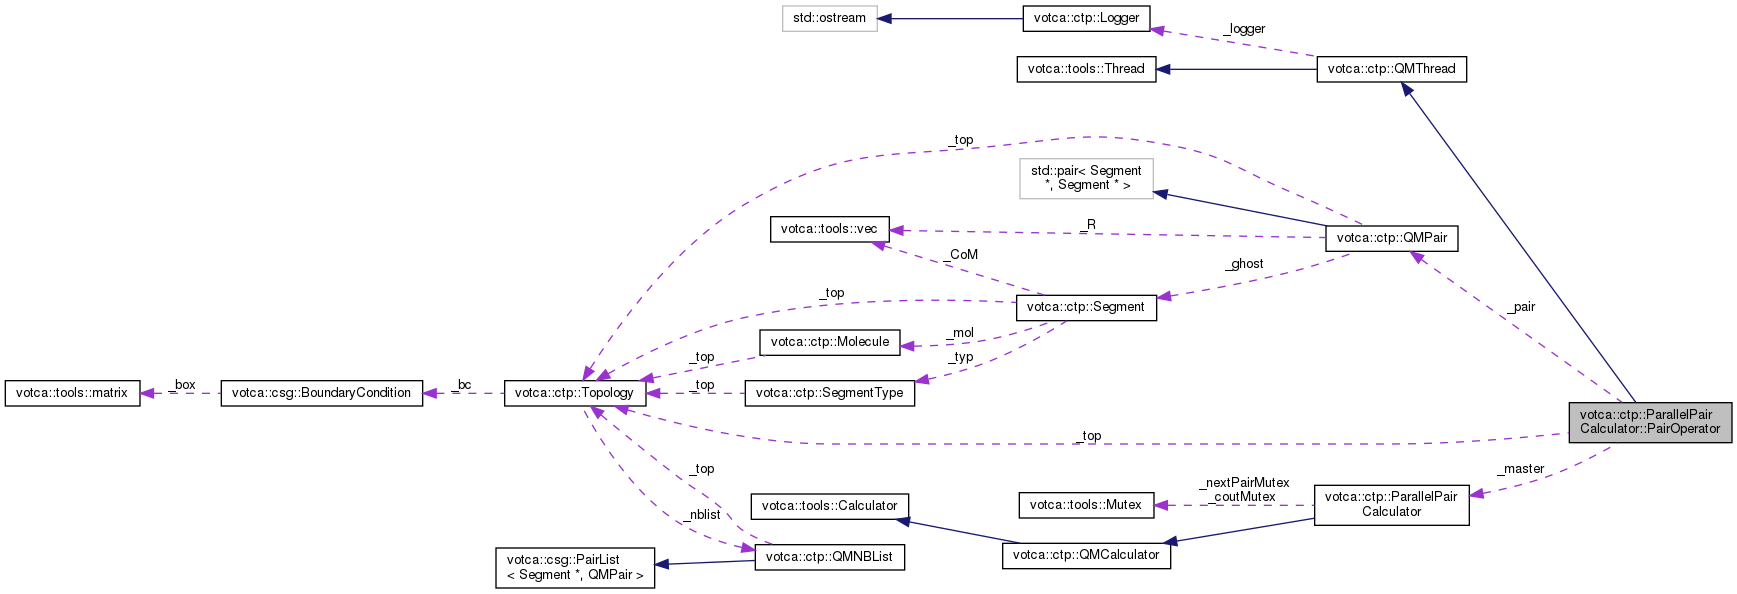 std::ostream
votca::ctp::Logger
_logger
votca::tools::Thread
votca::ctp::QMThread
_top
std::pair< Segment
*, Segment * >
votca::tools::vec
_R
votca::ctp::QMPair
_CoM
_ghost
_top
votca::ctp::Segment
_pair
_mol
votca::ctp::Molecule
_top
_typ
votca::tools::matrix
_box
votca::csg::BoundaryCondition
_bc
votca::ctp::Topology
_top
votca::ctp::SegmentType
votca::ctp::ParallelPair
Calculator::PairOperator
_top
_top
_master
_nextPairMutex
_coutMutex
votca::ctp::ParallelPair
Calculator
votca::tools::Calculator
votca::tools::Mutex
_nblist
votca::ctp::QMNBList
votca::ctp::QMCalculator
votca::csg::PairList
< Segment *, QMPair >